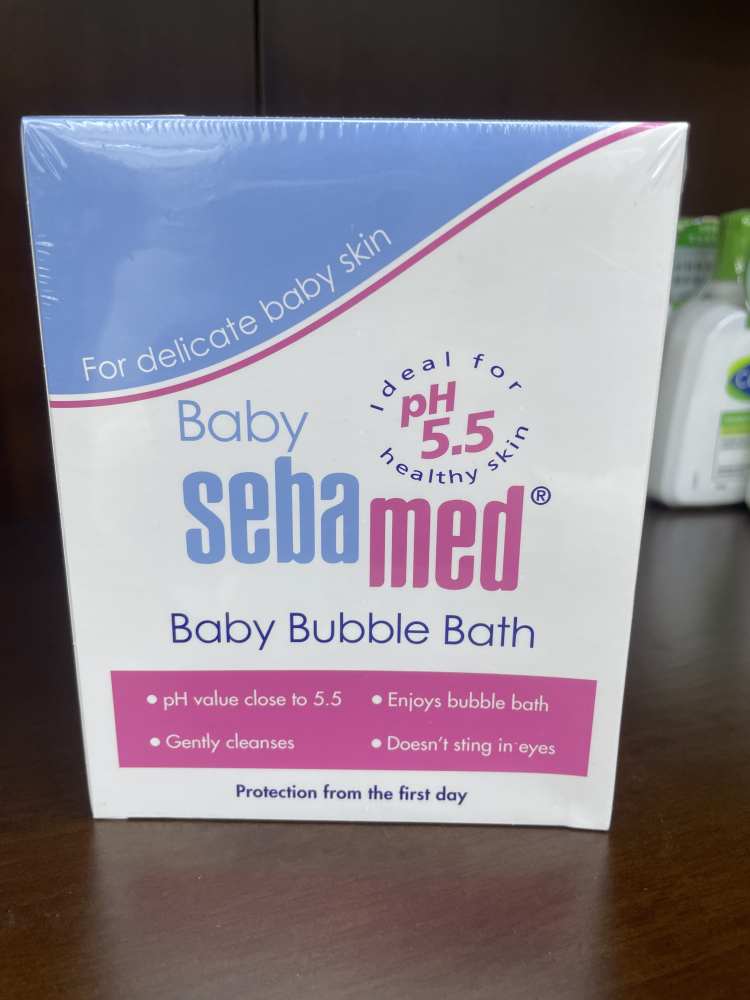 For delicate baby skin
Ideal for
pH
5.5
healthy skin
Baby
sebamed®
Baby Bubble Bath
• pH value close to 5.5
• Enjoys bubble bath
• Gently cleanses
• Doesn't sting in eyes
Protection from the first day